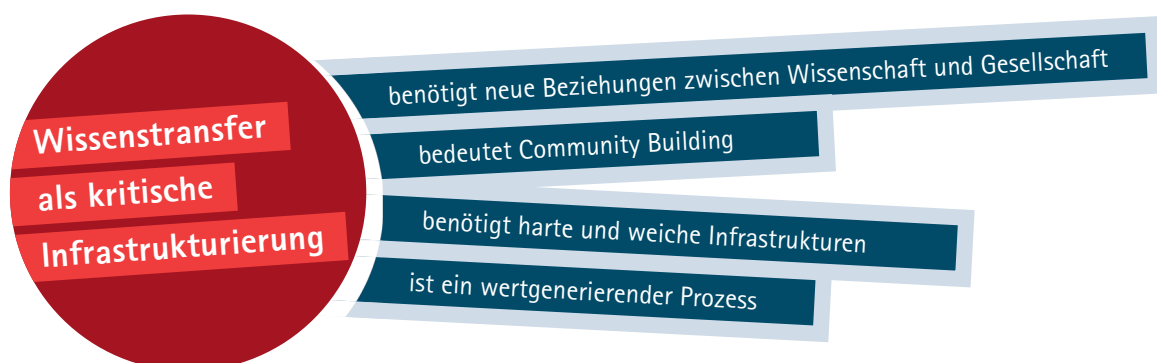 Wissenstransfer
als kritische
Infrastrukturierung
benötigt neue Beziehungen zwischen Wissenschaft und Gesellschaft
bedeutet Community Building
benötigt harte und weiche Infrastrukturen
ist ein wertgenerierender Prozess